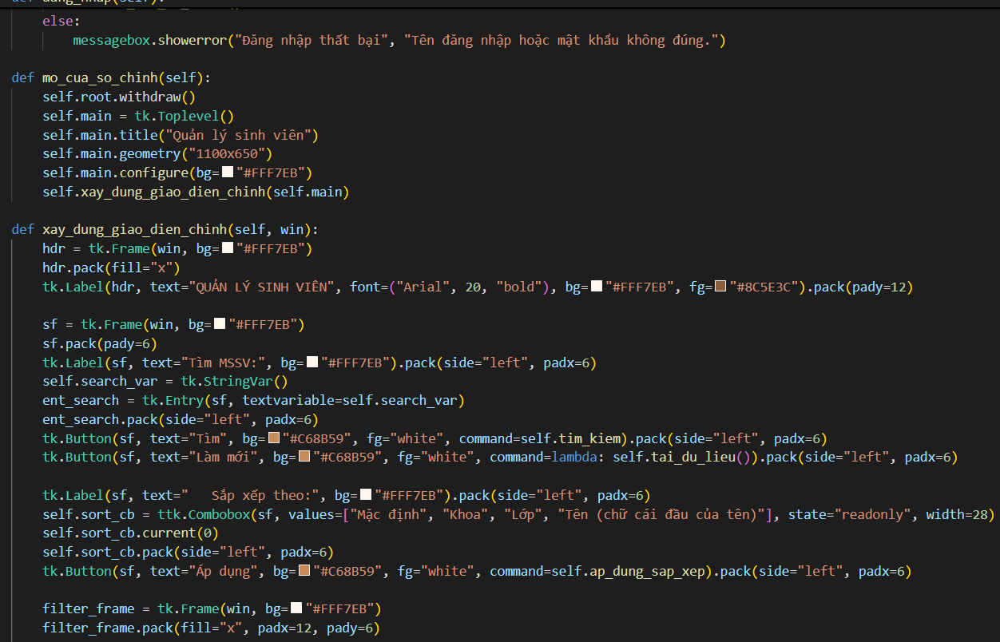 def dang_nhap(self):
    else:
        messagebox.showerror("Đăng nhập thất bại", "Tên đăng nhập hoặc mật khẩu không đúng.")
def mo_cua_so_chinh(self):
    self.root.withdraw()
    self.main = tk.Toplevel()
    self.main.title("Quản lý sinh viên")
    self.main.geometry("1100x650")
    self.main.configure(bg="#FFF7EB")
    self.xay_dung_giao_dien_chinh(self.main)
def xay_dung_giao_dien_chinh(self, win):
    hdr = tk.Frame(win, bg="#FFF7EB")
    hdr.pack(fill="x")
    tk.Label(hdr, text="QUẢN LÝ SINH VIÊN", font=("Arial", 20, "bold"), bg="#FFF7EB", fg="#8C5E3C").pack(pady=12)
    sf = tk.Frame(win, bg="#FFF7EB")
    sf.pack(pady=6)
    tk.Label(sf, text="Tìm MSSV:", bg="#FFF7EB").pack(side="left", padx=6)
    self.search_var = tk.StringVar()
    ent_search = tk.Entry(sf, textvariable=self.search_var)
    ent_search.pack(side="left", padx=6)
    tk.Button(sf, text="Tìm", bg="#C68B59", fg="white", command=self.tim_kiem).pack(side="left", padx=6)
    tk.Button(sf, text="Làm mới", bg="#C68B59", fg="white", command=lambda: self.tai_du_lieu()).pack(side="left", padx=6)
    tk.Label(sf, text="   Sắp xếp theo:", bg="#FFF7EB").pack(side="left", padx=6)
    self.sort_cb = ttk.Combobox(sf, values=["Mặc định", "Khoa", "Lớp", "Tên (chữ cái đầu của tên)"], state="readonly", width=28)
    self.sort_cb.current(0)
    self.sort_cb.pack(side="left", padx=6)
    tk.Button(sf, text="Áp dụng", bg="#C68B59", fg="white", command=self.ap_dung_sap_xep).pack(side="left", padx=6)
    filter_frame = tk.Frame(win, bg="#FFF7EB")
    filter_frame.pack(fill="x", padx=12, pady=6)